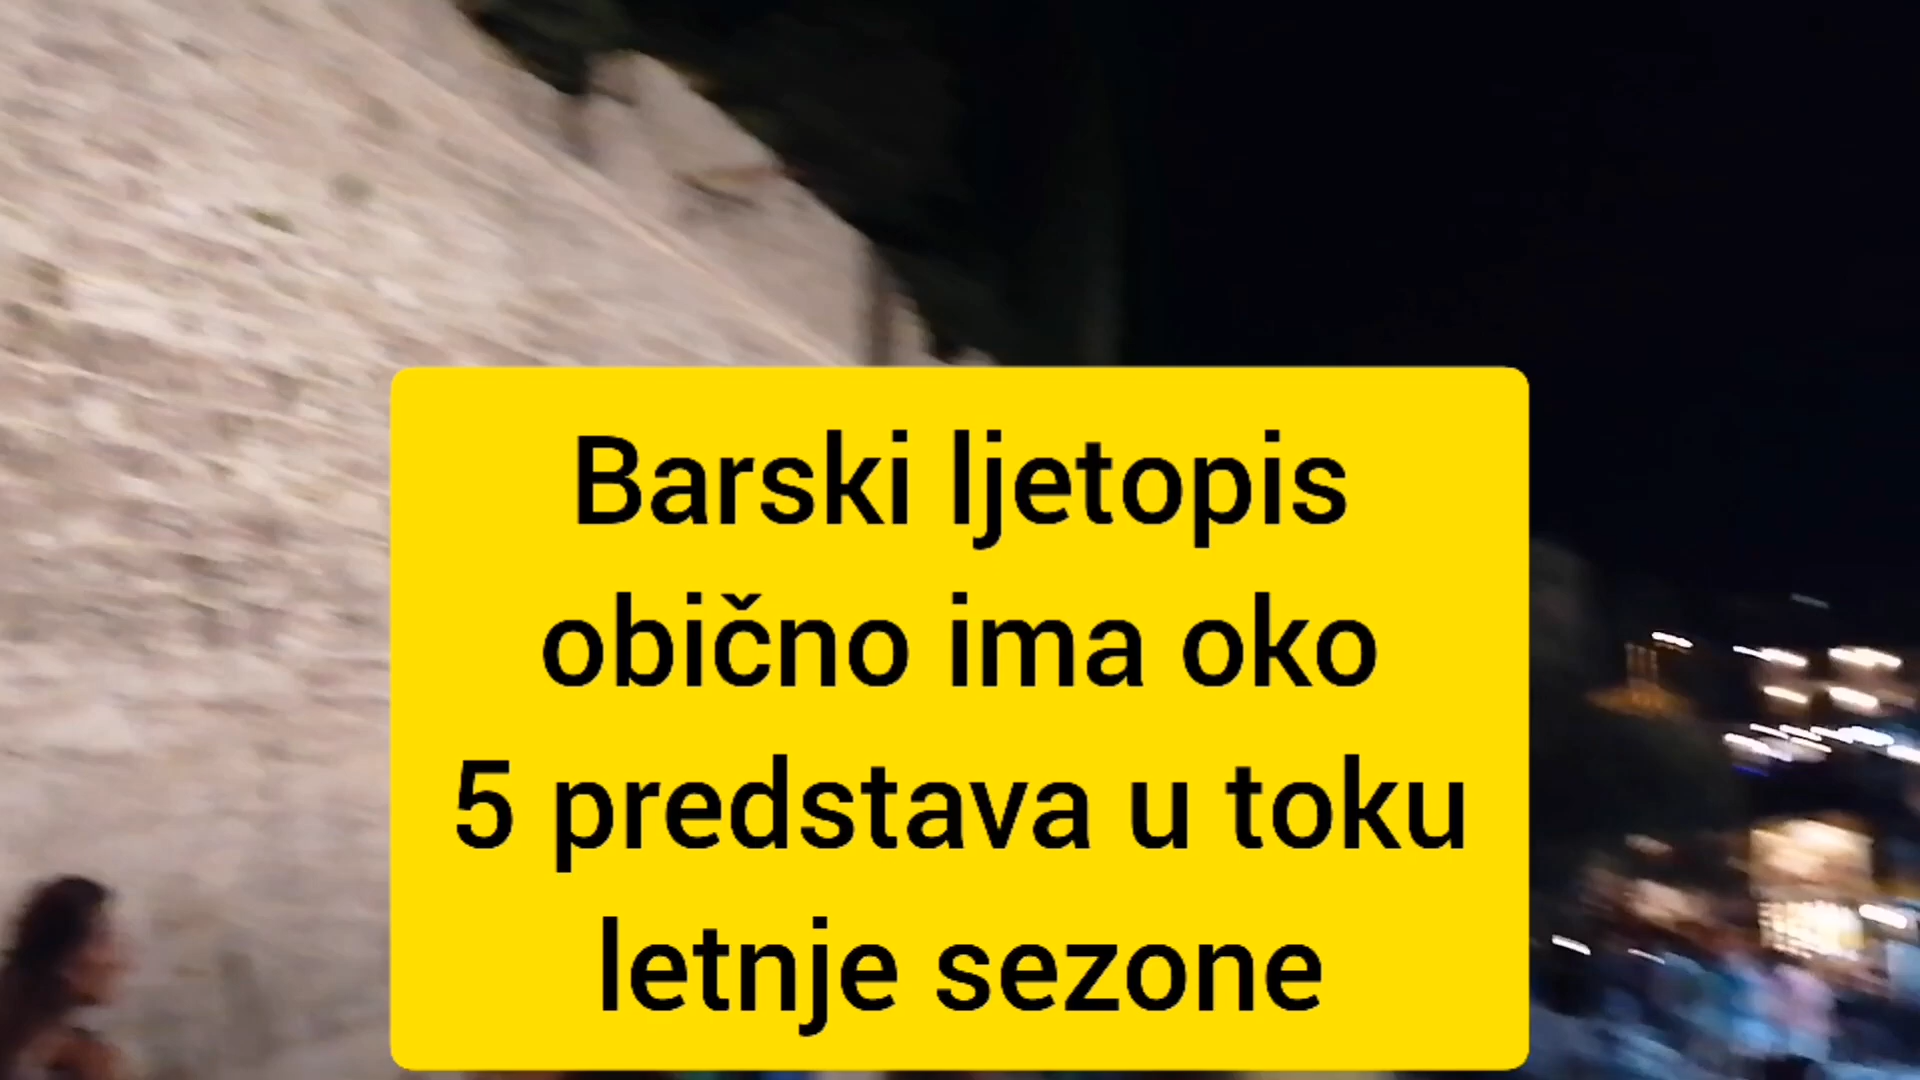 Barski ljetopis
obično ima oko
5 predstava u toku
letnje sezone